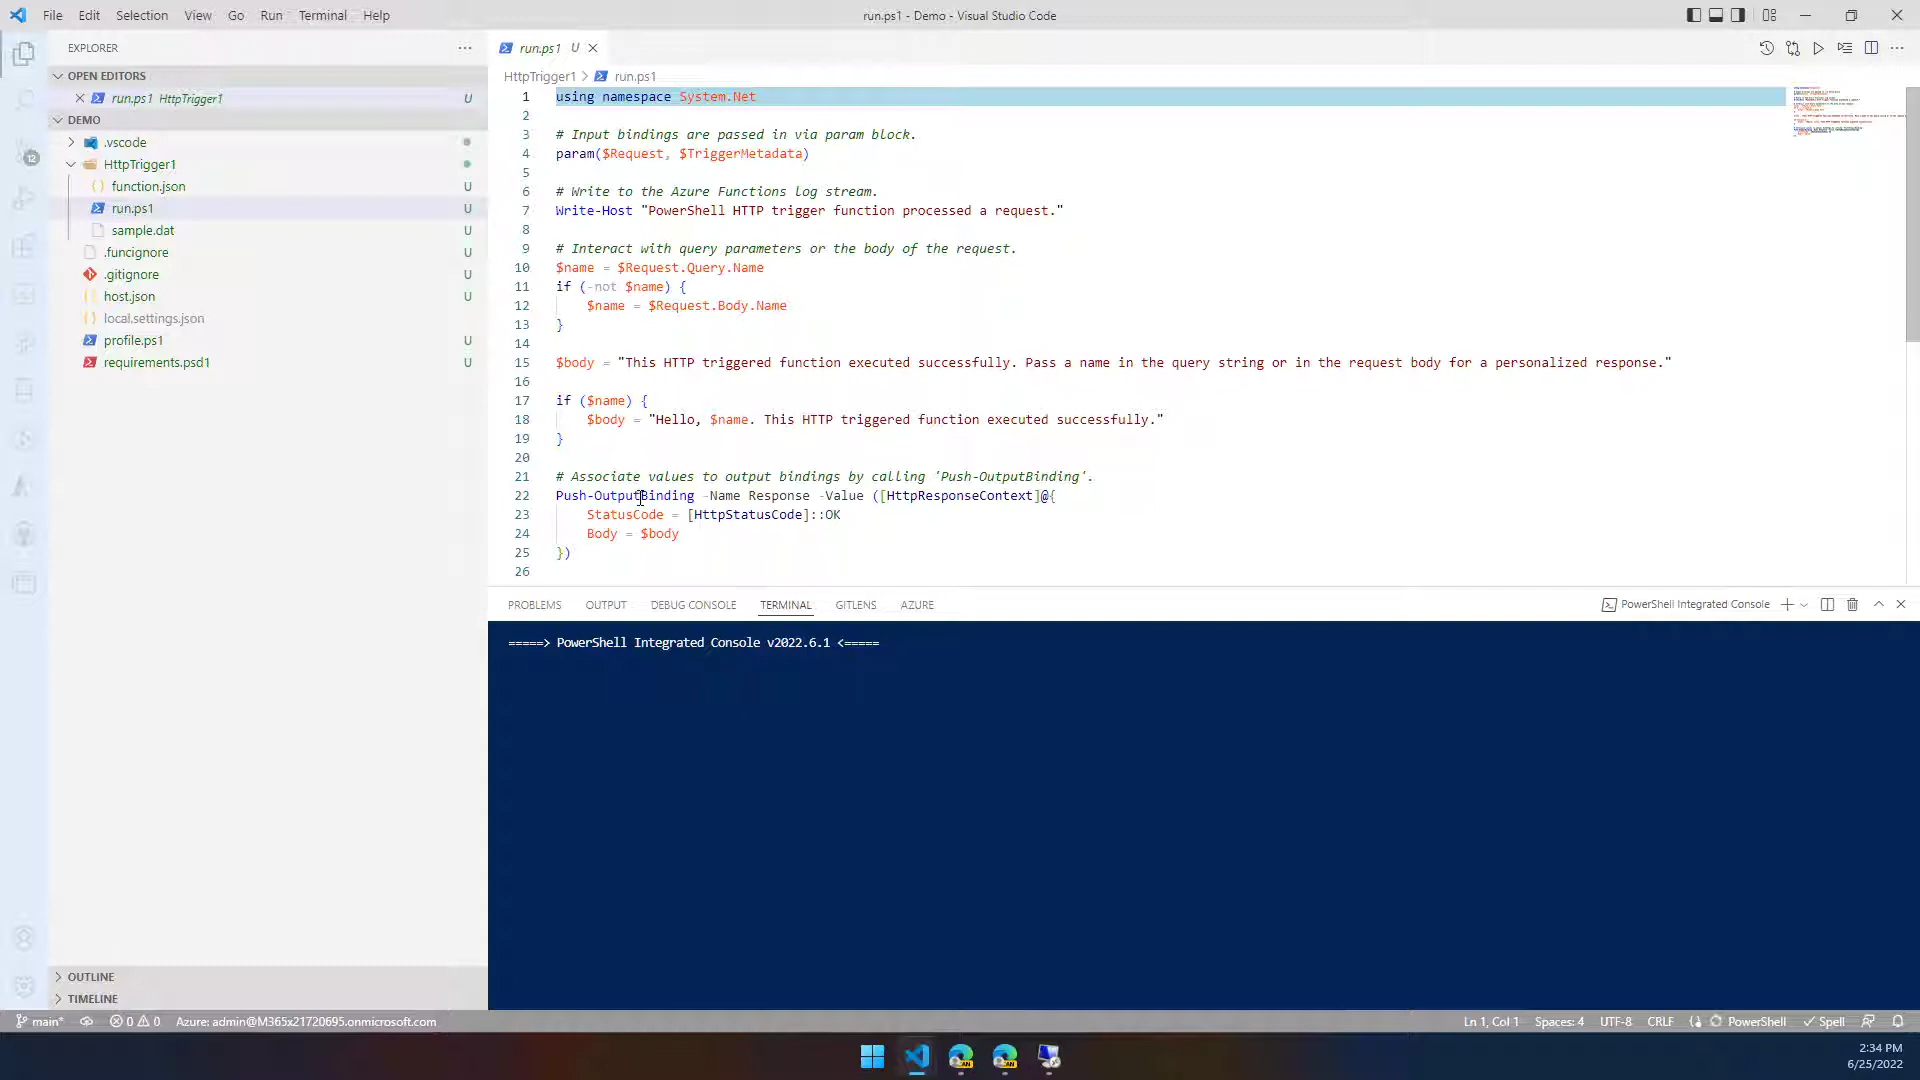 File Edit Selection View Go Run Terminal Help
run.ps1 - Demo - Visual Studio Code
EXPLORER
OPEN EDITORS
run.ps1 HttpTrigger1 U
DEMO
.vscode
HttpTrigger1
function.json U
run.ps1 U
sample.dat U
.funcignore U
.gitignore U
host.json U
local.settings.json
profile.ps1 U
requirements.psd1 U
OUTLINE
TIMELINE
12
run.ps1 U
HttpTrigger1 > run.ps1
1 using namespace System.Net
2
3 # Input bindings are passed in via param block.
4 param($Request, $TriggerMetadata)
5
6 # Write to the Azure Functions log stream.
7 Write-Host "PowerShell HTTP trigger function processed a request."
8
9 # Interact with query parameters or the body of the request.
10 $name = $Request.Query.Name
11 if (-not $name) {
12 $name = $Request.Body.Name
13 }
14
15 $body = "This HTTP triggered function executed successfully. Pass a name in the query string or in the request body for a personalized response."
16
17 if ($name) {
18 $body = "Hello, $name. This HTTP triggered function executed successfully."
19 }
20
21 # Associate values to output bindings by calling 'Push-OutputBinding'.
22 Push-OutputBinding -Name Response -Value ([HttpResponseContext]@{
23 StatusCode = [HttpStatusCode]::OK
24 Body = $body
25 })
26
PROBLEMS OUTPUT DEBUG CONSOLE TERMINAL GITLENS AZURE
PowerShell Integrated Console
=====> PowerShell Integrated Console v2022.6.1 <=====
main* 0 0 Azure: admin@M365x21720695.onmicrosoft.com
Ln 1, Col 1 Spaces: 4 UTF-8 CRLF PowerShell Spell
2:34 PM
6/25/2022